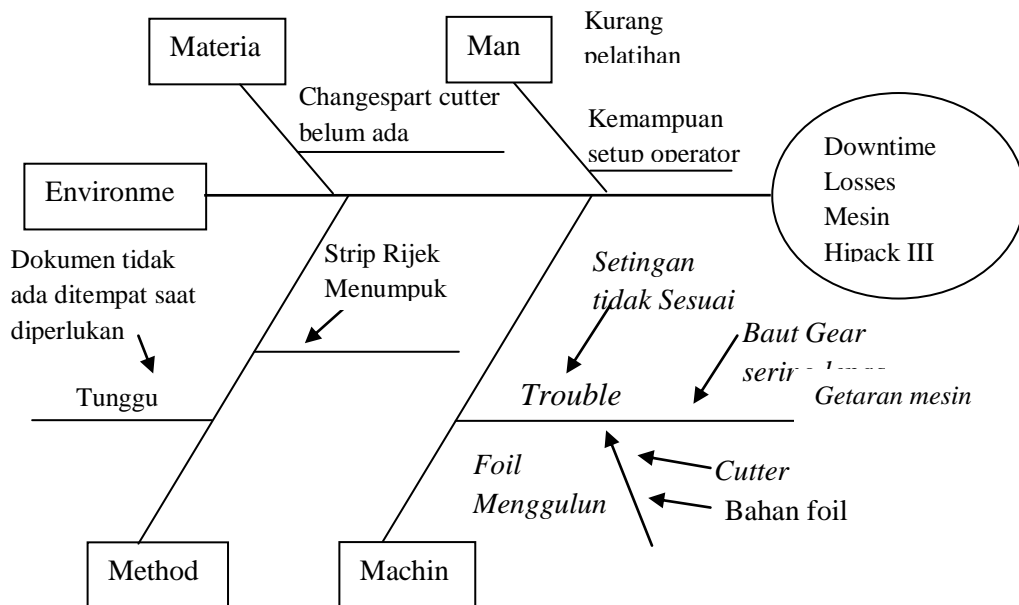 Materia
Man
Kurang
pelatihan
Changespart cutter
belum ada
Kemampuan
setup operator
Environme
Downtime
Losses
Mesin
Hipack III
Dokumen tidak
ada ditempat saat
diperlukan
Strip Rijek
Menumpuk
Setingan
tidak Sesuai
Baut Gear
Tunggu
Trouble
Getaran mesin
Foil
Menggulun
Cutter
Bahan foil
Method
Machin